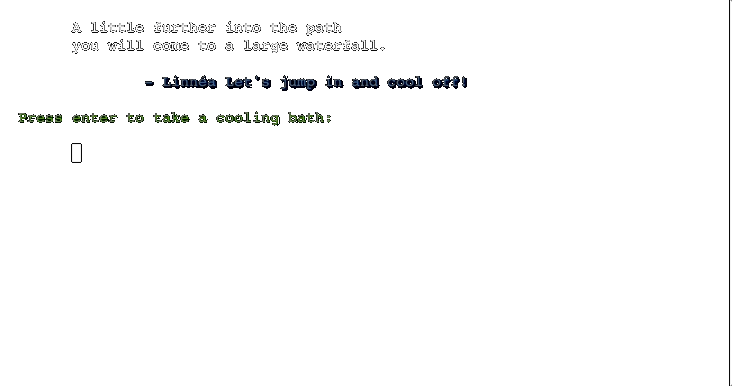 A little further into the path
you will come to a large waterfall.
- Linnéa Let's jump in and cool off!
Press enter to take a cooling bath: